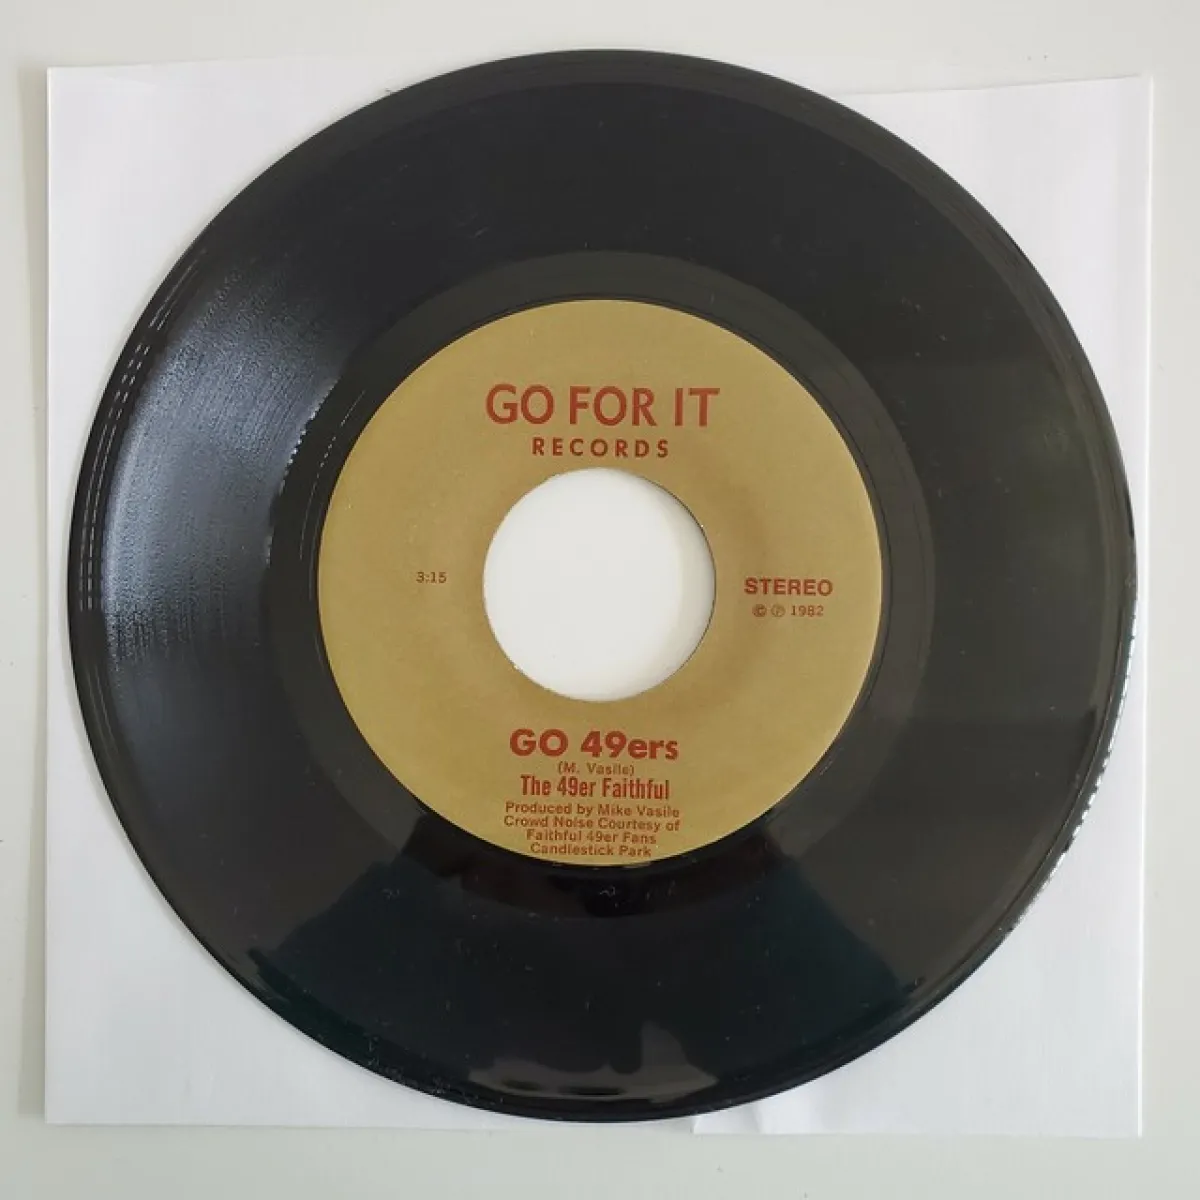 GO FOR IT
RECORDS
3:15
STEREO
© ℗ 1982
GO 49ers
(M. Vasile)
The 49er Faithful
Produced by Mike Vasile
Crowd Noise Courtesy of
Faithful 49er Fans
Candlestick Park